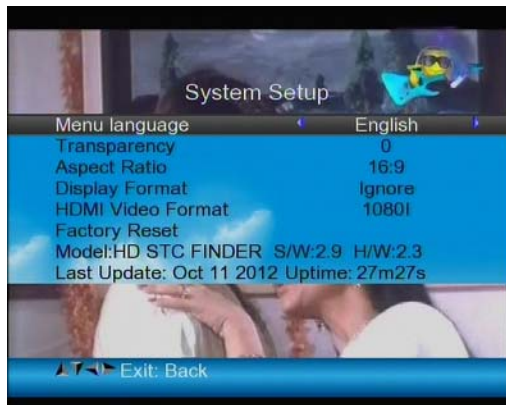 System Setup
Menu language English
Transparency 0
Aspect Ratio 16:9
Display Format Ignore
HDMI Video Format 1080I
Factory Reset
Model:HD STC FINDER S/W:2.9 H/W:2.3
Last Update: Oct 11 2012 Uptime: 27m27s
Exit: Back